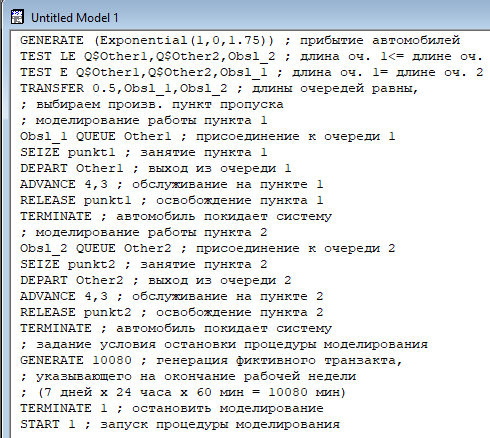 Untitled Model 1
GENERATE (Exponential(1,0,1.75)) ; прибытие автомобилей
TEST LE Q$Other1,Q$Other2,Obsl_2 ; длина оч. 1<= длине оч.
TEST E Q$Other1,Q$Other2,Obsl_1 ; длина оч. 1= длине оч. 2
TRANSFER 0.5,Obsl_1,Obsl_2 ; длины очередей равны,
; выбираем произв. пункт пропуска
; моделирование работы пункта 1
Obsl_1 QUEUE Other1 ; присоединение к очереди 1
SEIZE punkt1 ; занятие пункта 1
DEPART Other1 ; выход из очереди 1
ADVANCE 4,3 ; обслуживание на пункте 1
RELEASE punkt1 ; освобождение пункта 1
TERMINATE ; автомобиль покидает систему
; моделирование работы пункта 2
Obsl_2 QUEUE Other2 ; присоединение к очереди 2
SEIZE punkt2 ; занятие пункта 2
DEPART Other2 ; выход из очереди 2
ADVANCE 4,3 ; обслуживание на пункте 2
RELEASE punkt2 ; освобождение пункта 2
TERMINATE ; автомобиль покидает систему
; задание условия остановки процедуры моделирования
GENERATE 10080 ; генерация фиктивного транзакта,
; указывающего на окончание рабочей недели
; (7 дней х 24 часа х 60 мин = 10080 мин)
TERMINATE 1 ; остановить моделирование
START 1 ; запуск процедуры моделирования